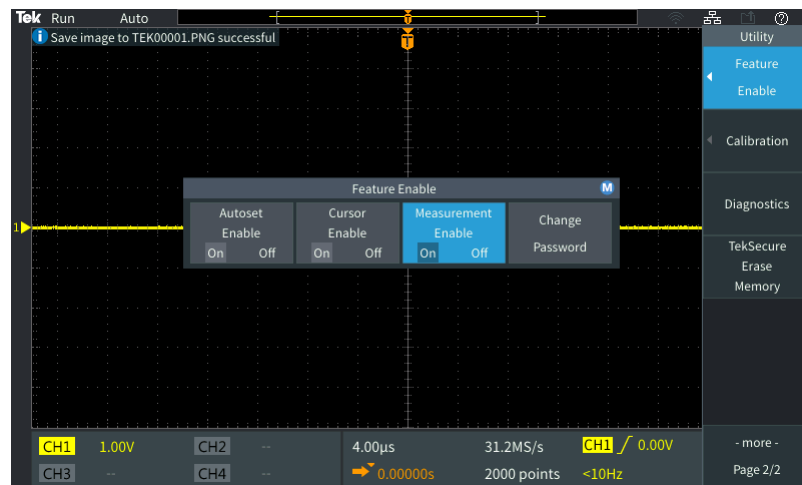 Tek Run Auto
T
Save image to TEK00001.PNG successful
T
Utility
Feature
Enable
Calibration
Diagnostics
TekSecure
Erase
Memory
- more -
Page 2/2
Feature Enable
M
Autoset
Enable
On Off
Cursor
Enable
On Off
Measurement
Enable
On Off
Change
Password
1
CH1 1.00V CH2 -- 4.00µs 31.2MS/s CH1 0.00V
CH3 -- CH4 -- 0.00000s 2000 points <10Hz